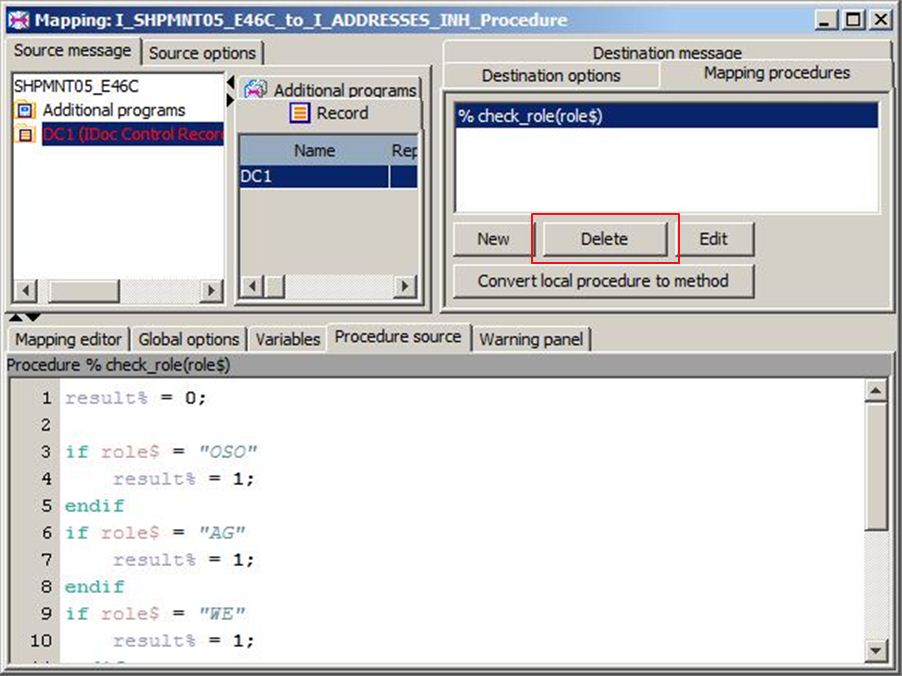 Mapping: I_SHPMNT05_E46C_to_I_ADDRESSES_INH_Procedure
Source message
Source options
SHPMNT05_E46C
Additional programs
DC1 (IDoc Control Recor
Additional programs
Record
Name Rep
DC1
Destination message
Destination options
Mapping procedures
% check_role(role$)
New
Delete
Edit
Convert local procedure to method
Mapping editor
Global options
Variables
Procedure source
Warning panel
Procedure % check_role(role$)
1 result% = 0;
2
3 if role$ = "OSO"
4 result% = 1;
5 endif
6 if role$ = "AG"
7 result% = 1;
8 endif
9 if role$ = "WE"
10 result% = 1;